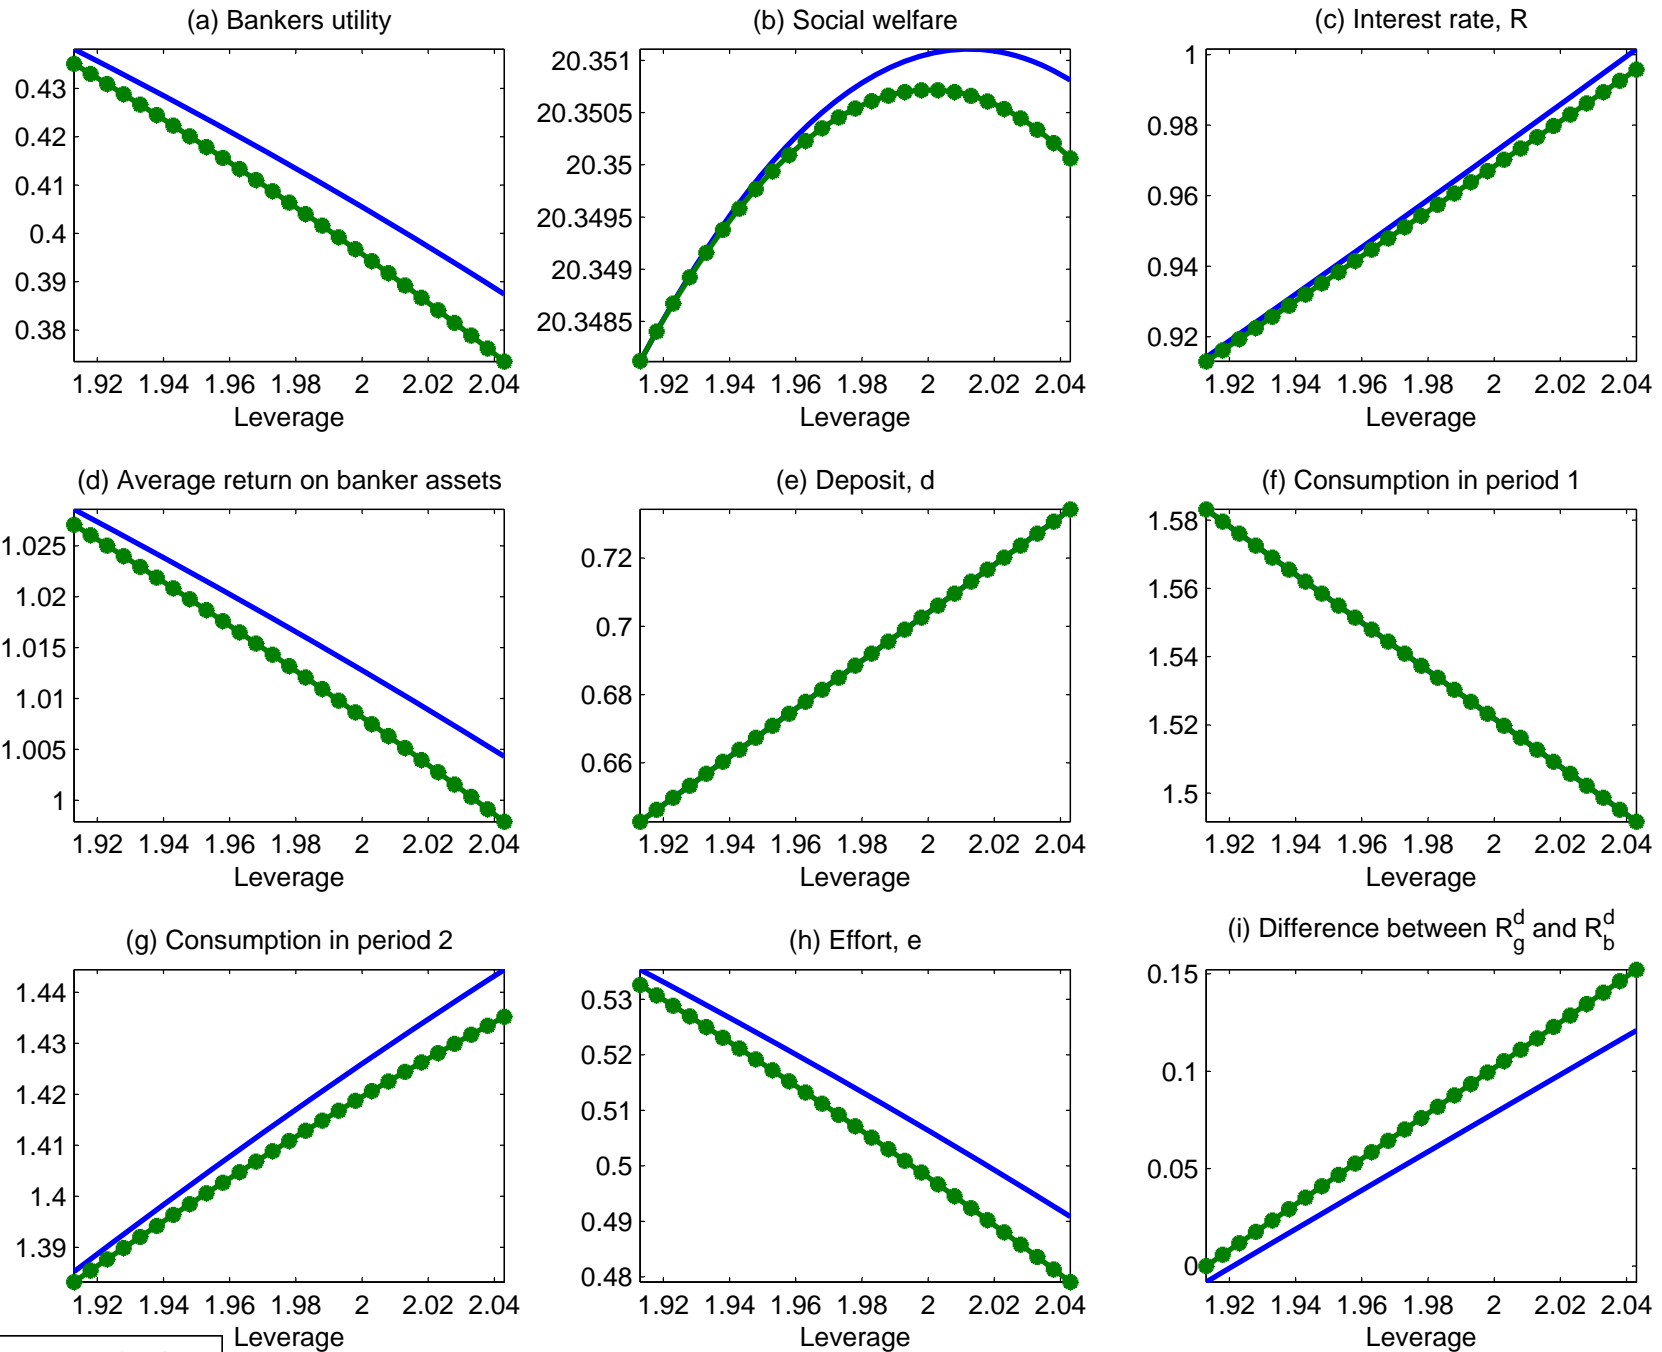 (a) Bankers utility
0.43
0.42
0.41
0.4
0.39
0.38
1.92 1.94 1.96 1.98 2 2.02 2.04
Leverage
(b) Social welfare
20.351
20.3505
20.35
20.3495
20.349
20.3485
1.92 1.94 1.96 1.98 2 2.02 2.04
Leverage
(c) Interest rate, R
1
0.98
0.96
0.94
0.92
1.92 1.94 1.96 1.98 2 2.02 2.04
Leverage
(d) Average return on banker assets
1.025
1.02
1.015
1.01
1.005
1
1.92 1.94 1.96 1.98 2 2.02 2.04
Leverage
(e) Deposit, d
0.72
0.7
0.68
0.66
1.92 1.94 1.96 1.98 2 2.02 2.04
Leverage
(f) Consumption in period 1
1.58
1.56
1.54
1.52
1.5
1.92 1.94 1.96 1.98 2 2.02 2.04
Leverage
(g) Consumption in period 2
1.44
1.43
1.42
1.41
1.4
1.39
1.92 1.94 1.96 1.98 2 2.02 2.04
Leverage
(h) Effort, e
0.53
0.52
0.51
0.5
0.49
0.48
1.92 1.94 1.96 1.98 2 2.02 2.04
Leverage
(i) Difference between R_g^d and R_b^d
0.15
0.1
0.05
0
1.92 1.94 1.96 1.98 2 2.02 2.04
Leverage